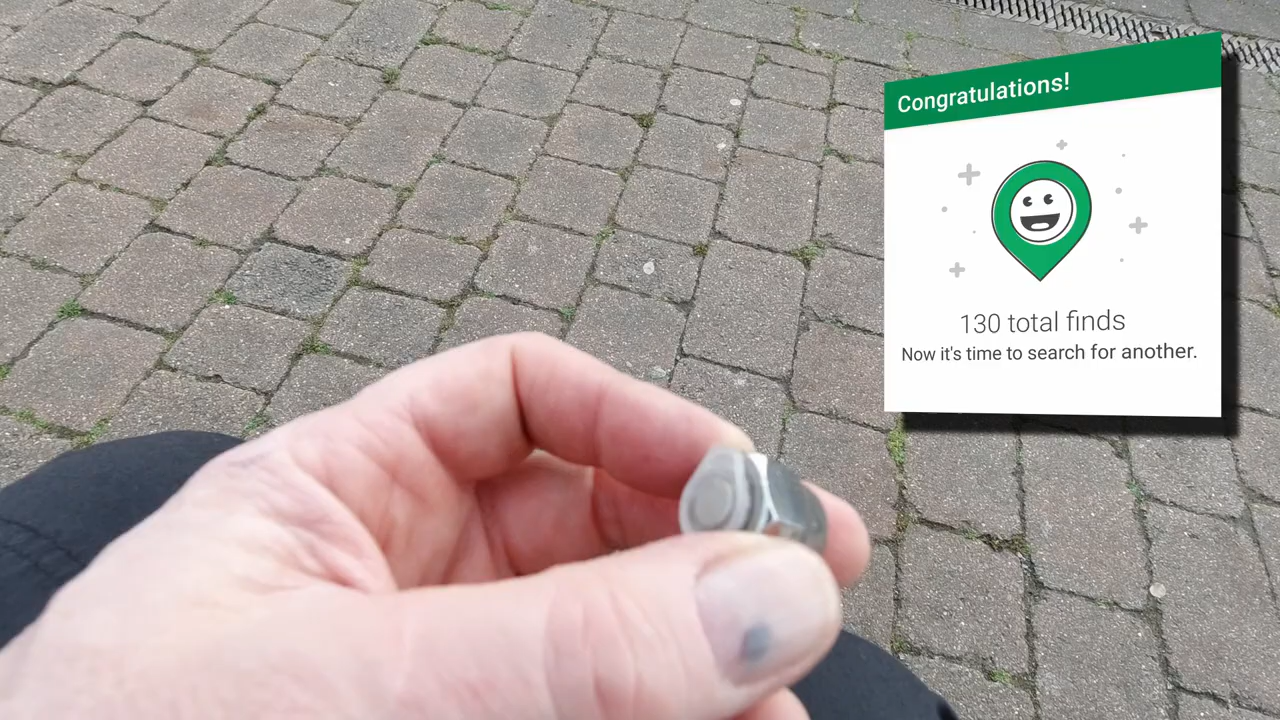 Congratulations!
130 total finds
Now it's time to search for another.